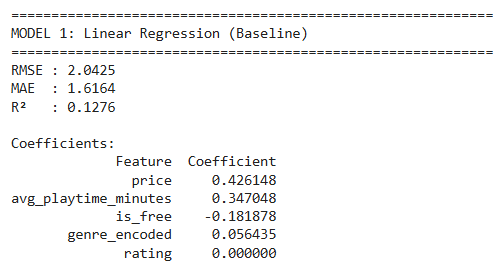 ============================================================
MODEL 1: Linear Regression (Baseline)
============================================================
RMSE : 2.0425
MAE  : 1.6164
R²   : 0.1276
Coefficients:
Feature  Coefficient
price     0.426148
avg_playtime_minutes     0.347048
is_free    -0.181878
genre_encoded     0.056435
rating     0.000000